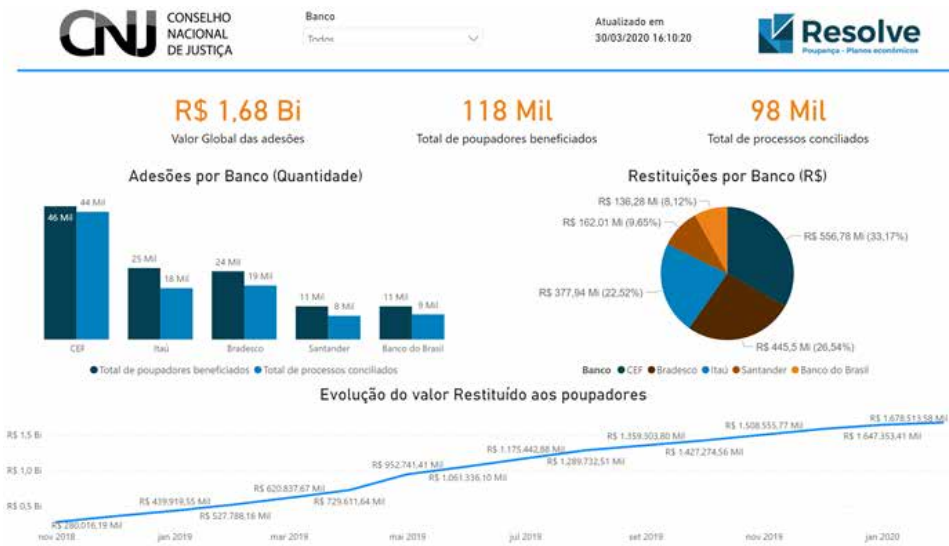 CNJ
CONSELHO
NACIONAL
DE JUSTIÇA
Banco
Todos
Atualizado em
30/03/2020 16:10:20
Resolve
Poupança - Planos econômicos
R$ 1,68 Bi
Valor Global das adesões
118 Mil
Total de poupadores beneficiados
98 Mil
Total de processos conciliados
Adesões por Banco (Quantidade)
46 Mil
44 Mil
25 Mil
18 Mil
24 Mil
19 Mil
11 Mil
8 Mil
11 Mil
9 Mil
CEF
Itaú
Bradesco
Santander
Banco do Brasil
Total de poupadores beneficiados
Total de processos conciliados
Restituições por Banco (R$)
R$ 136,28 Mi (8,12%)
R$ 162,01 Mi (9,65%)
R$ 556,78 Mi (33,17%)
R$ 377,94 Mi (22,52%)
R$ 445,5 Mi (26,54%)
Banco CEF Bradesco Itaú Santander Banco do Brasil
Evolução do valor Restituído aos poupadores
R$ 1,5 Bi
R$ 1,0 Bi
R$ 0,5 Bi
R$ 280.016,19 Mil
R$ 439.919,55 Mil
R$ 527.788,16 Mil
R$ 620.837,67 Mil
R$ 729.611,64 Mil
R$ 952.741,41 Mil
R$ 1.061.336,10 Mil
R$ 1.175.442,88 Mil
R$ 1.289.732,51 Mil
R$ 1.359.303,80 Mil
R$ 1.427.274,56 Mil
R$ 1.508.555,77 Mil
R$ 1.647.353,41 Mil
R$ 1.678.513,58 Mil
nov 2018
jan 2019
mar 2019
mai 2019
jul 2019
set 2019
nov 2019
jan 2020